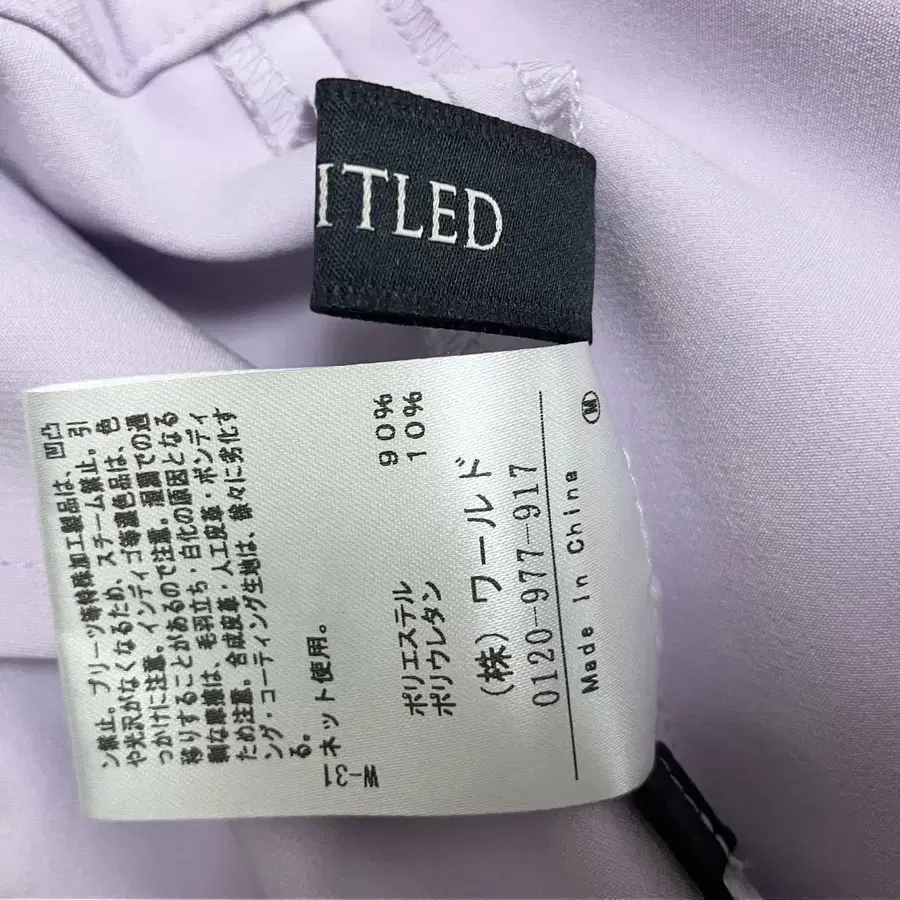 ITLED
ン禁止。プリーツ等特殊加工製品は、凹凸
や光沢がなくなるため、スチーム禁止。引
っかけに注意。インディゴ等濃色品は、色
移りすることがあるので注意。湿潤での過
剰な摩擦は、毛羽立ち・白化の原因となる
ため注意。合成皮革・人工皮革・ボンディ
ング・コーティング生地は、徐々に劣化す
る。
ネット使用。
W-31
ポリエステル 90%
ポリウレタン 10%
(株) ワールド
0120-977-917
Made In China Ⓜ